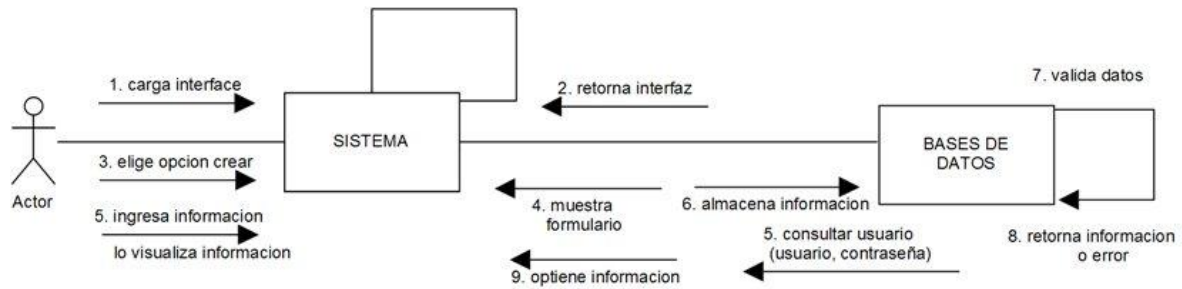 1. carga interface
2. retorna interfaz
7. valida datos
SISTEMA
BASES DE
DATOS
3. elige opcion crear
Actor
5. ingresa informacion
lo visualiza informacion
4. muestra
formulario
6. almacena informacion
5. consultar usuario
(usuario, contraseña)
8. retorna informacion
o error
9. optiene informacion